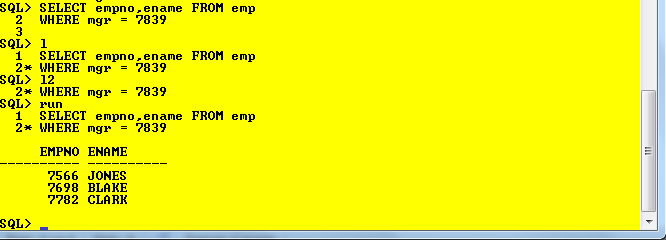 SQL> SELECT empno,ename FROM emp
2 WHERE mgr = 7839
3
SQL> l
1 SELECT empno,ename FROM emp
2* WHERE mgr = 7839
SQL> l2
2* WHERE mgr = 7839
SQL> run
1 SELECT empno,ename FROM emp
2* WHERE mgr = 7839
EMPNO ENAME
---------- ----------
7566 JONES
7698 BLAKE
7782 CLARK
SQL>